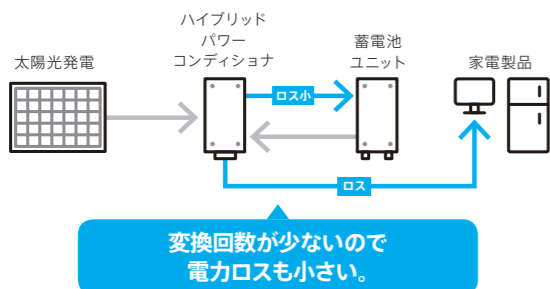 太陽光発電
ハイブリッド
パワー
コンディショナ
蓄電池
ユニット
家電製品
ロス小
ロス
変換回数が少ないので
電力ロスも小さい。